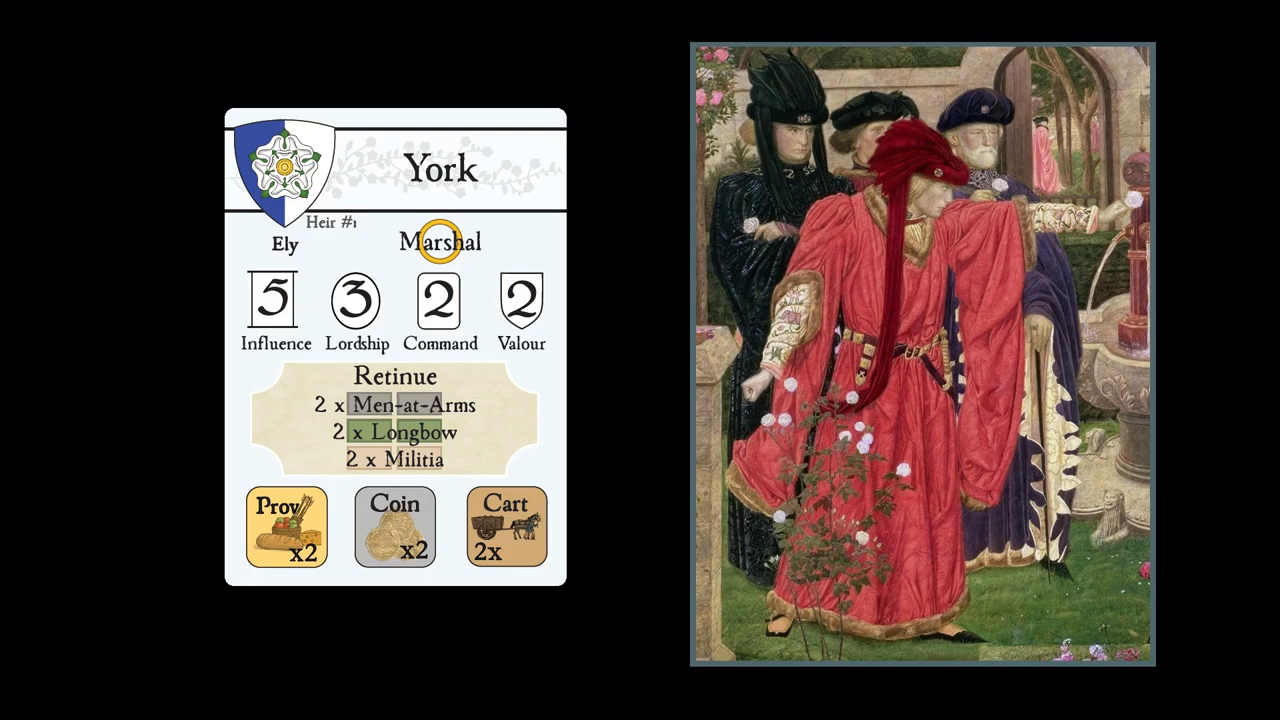 York
Heir #1
Ely
Marshal
5 3 2 2
Influence Lordship Command Valour
Retinue
2 x Men-at-Arms
2 x Longbow
2 x Militia
Prov Coin Cart
x2 x2 2x